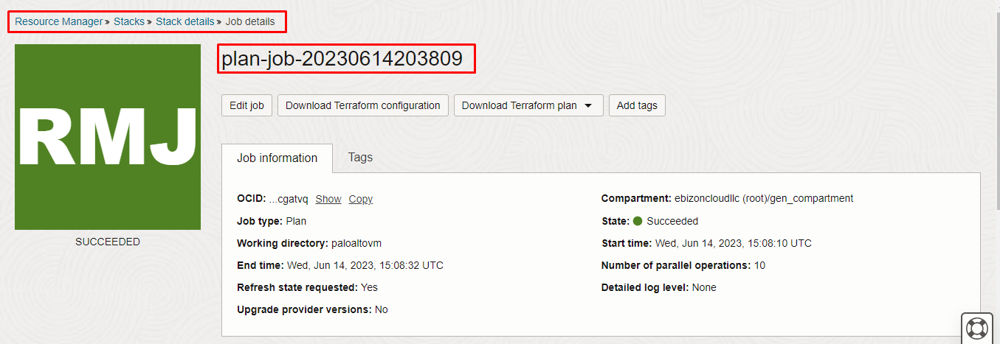 Resource Manager » Stacks » Stack details » Job details
RMJ
SUCCEEDED
plan-job-20230614203809
Edit job Download Terraform configuration Download Terraform plan Add tags
Job information Tags
OCID: ...cgatvq Show Copy Compartment: ebizoncloudllc (root)/gen_compartment
Job type: Plan State: Succeeded
Working directory: paloaltovm Start time: Wed, Jun 14, 2023, 15:08:10 UTC
End time: Wed, Jun 14, 2023, 15:08:32 UTC Number of parallel operations: 10
Refresh state requested: Yes Detailed log level: None
Upgrade provider versions: No